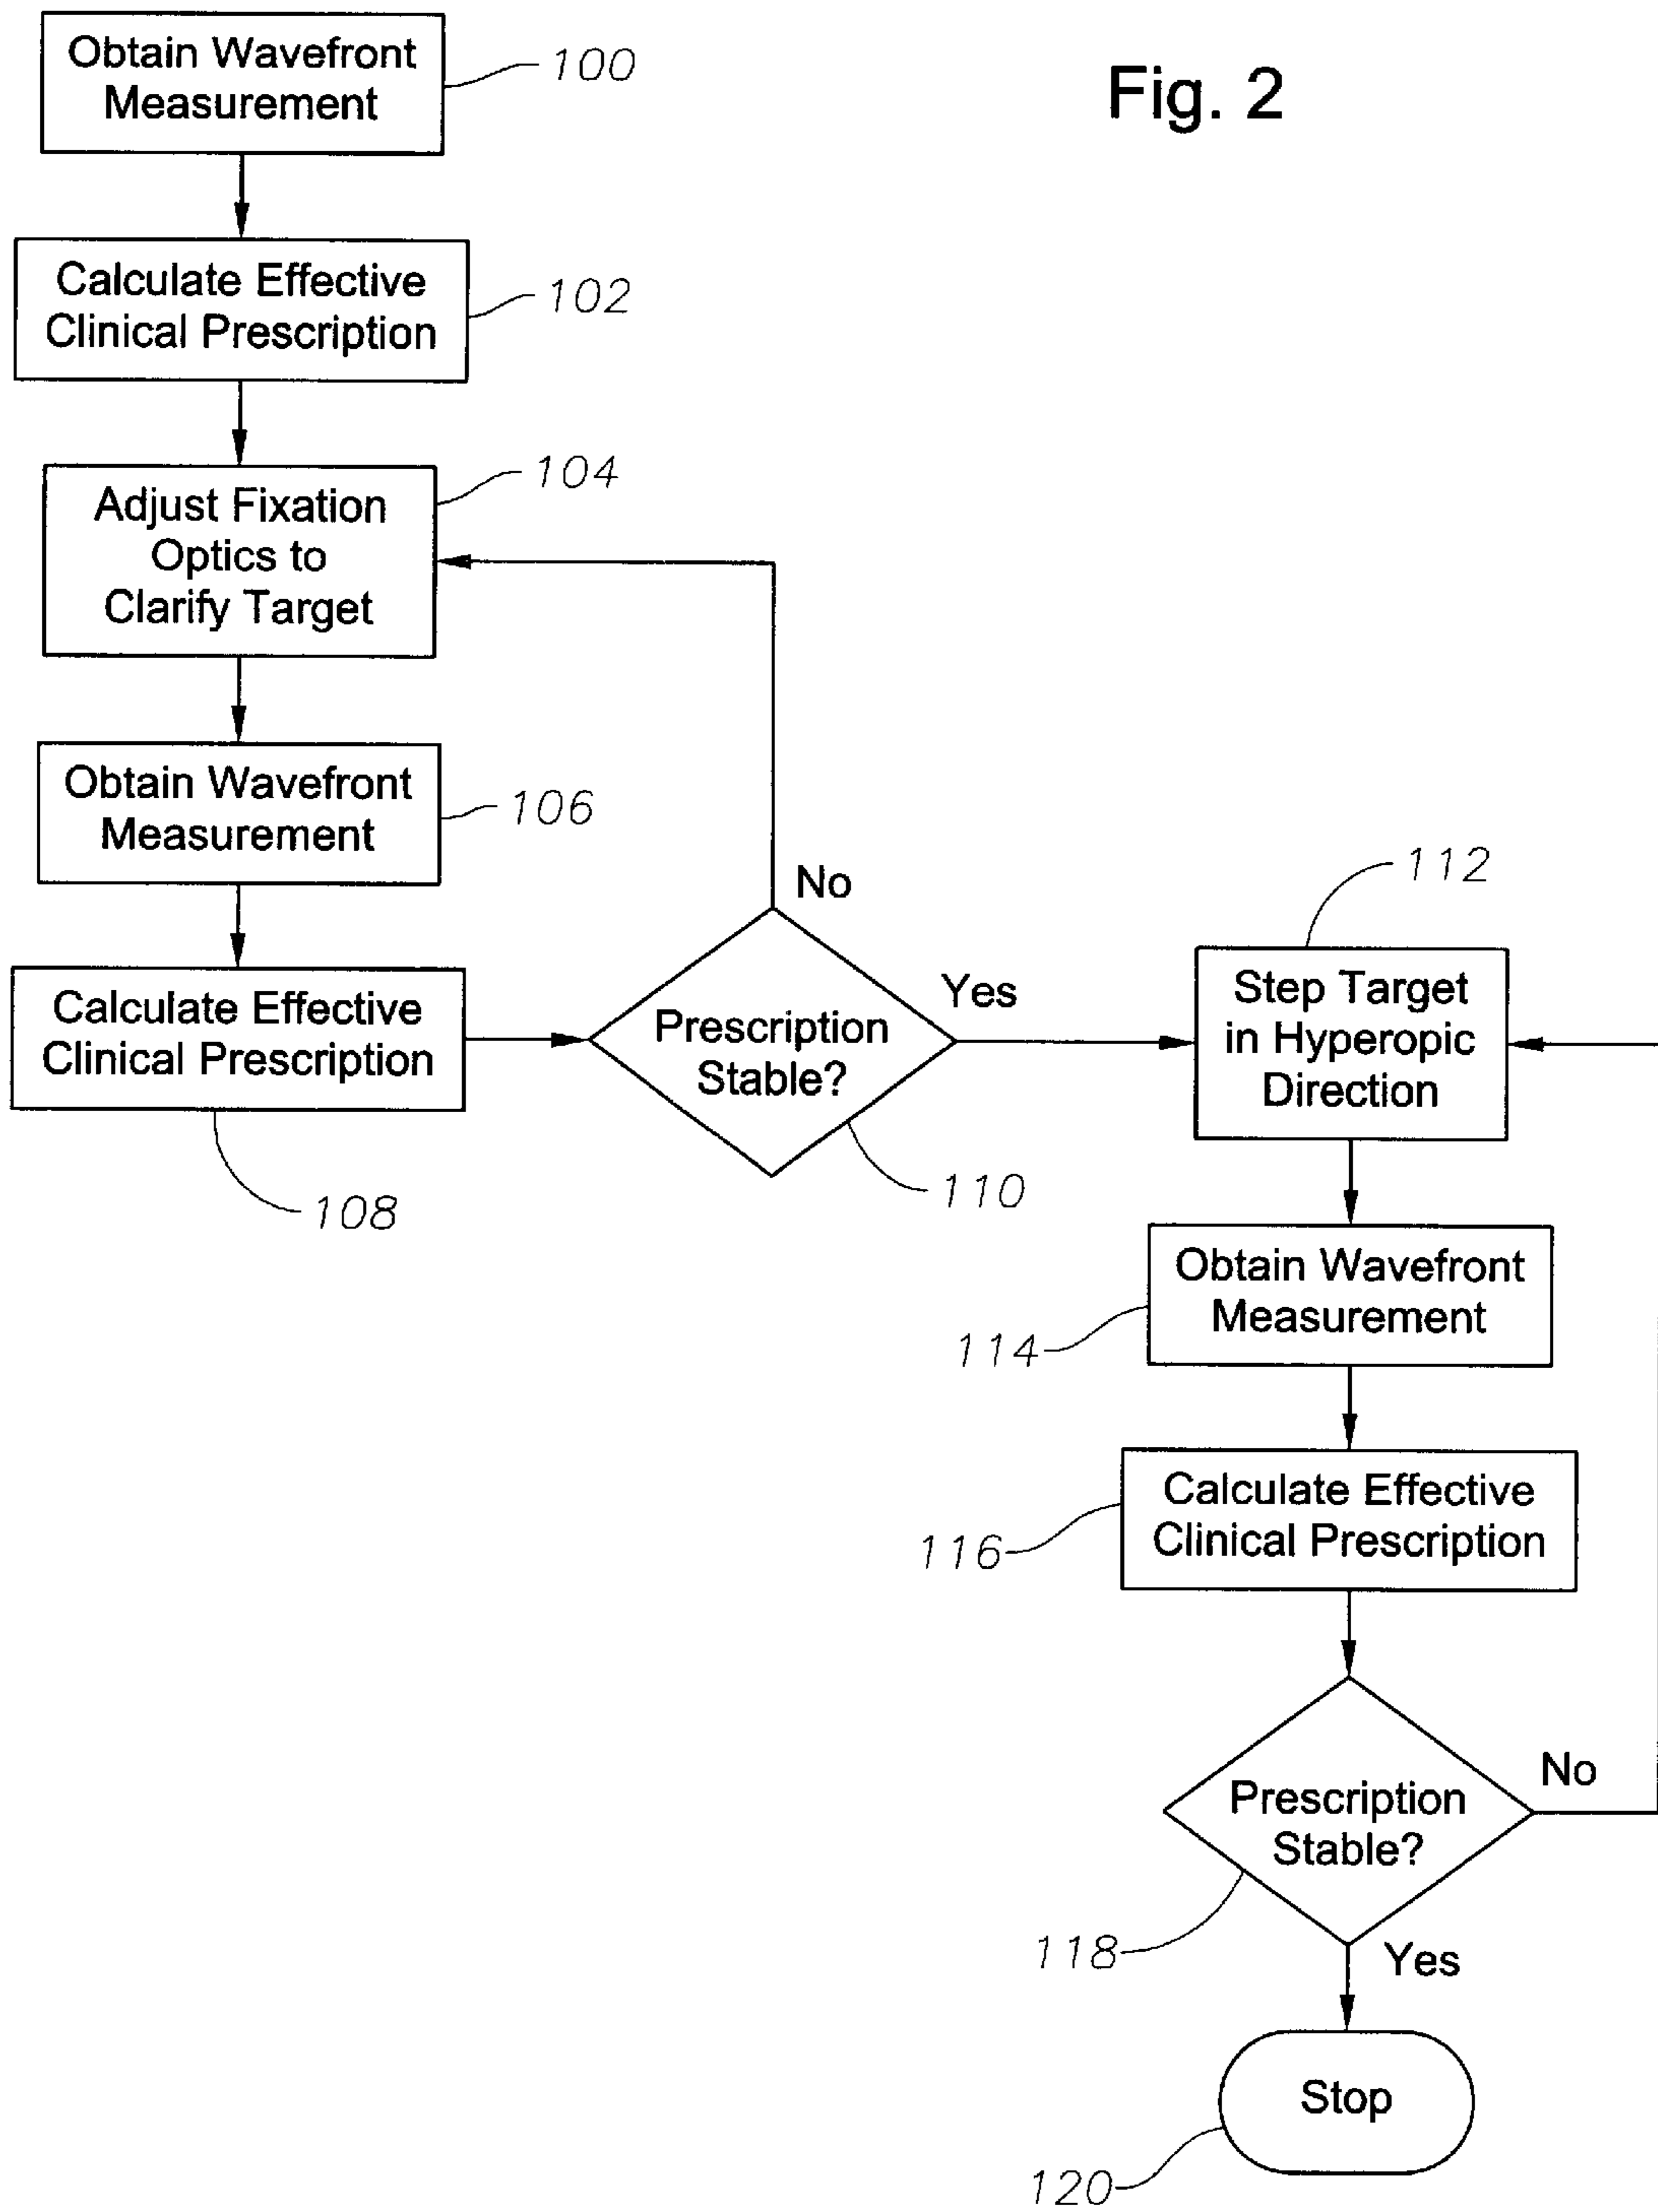 Fig. 2
Obtain Wavefront
Measurement
100
Calculate Effective
Clinical Prescription
102
Adjust Fixation
Optics to
Clarify Target
104
Obtain Wavefront
Measurement
106
Calculate Effective
Clinical Prescription
108
Prescription
Stable?
110
No
Yes
112
Step Target
in Hyperopic
Direction
Obtain Wavefront
Measurement
114
Calculate Effective
Clinical Prescription
116
Prescription
Stable?
No
118
Yes
Stop
120